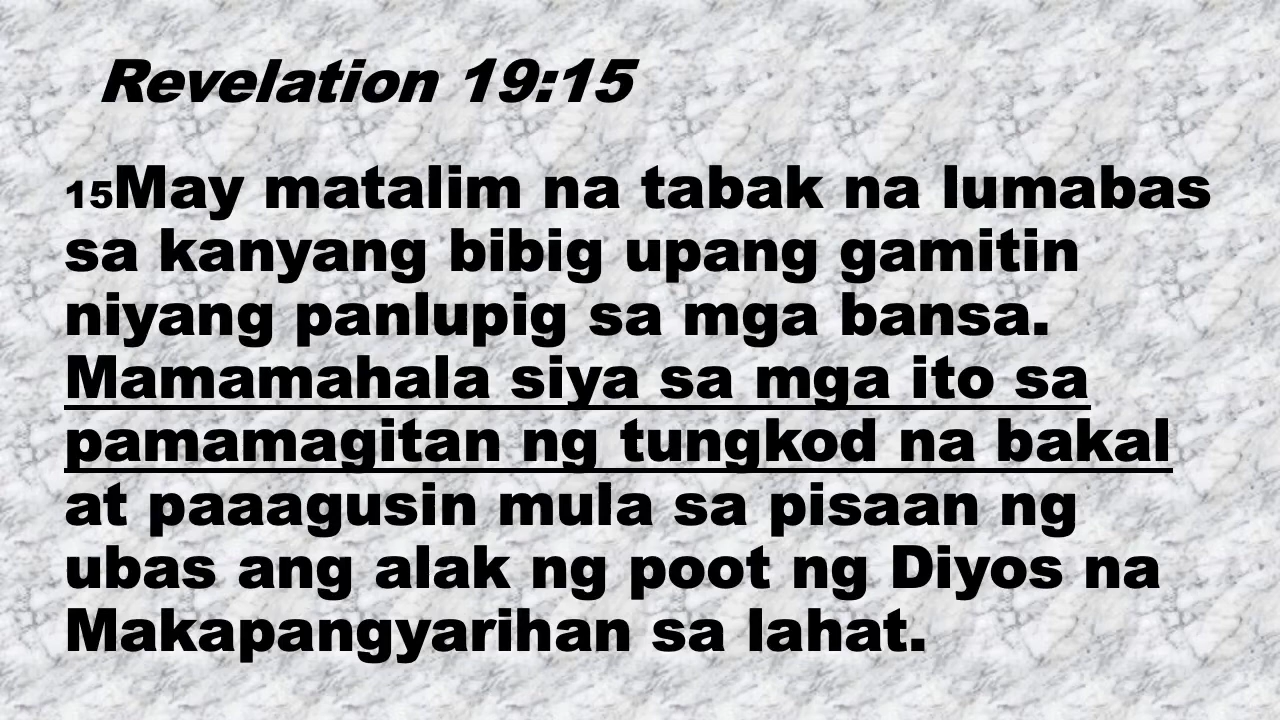 Revelation 19:15
15May matalim na tabak na lumabas
sa kanyang bibig upang gamitin
niyang panlupig sa mga bansa.
Mamamahala siya sa mga ito sa
pamamagitan ng tungkod na bakal
at paaagusin mula sa pisaan ng
ubas ang alak ng poot ng Diyos na
Makapangyarihan sa lahat.